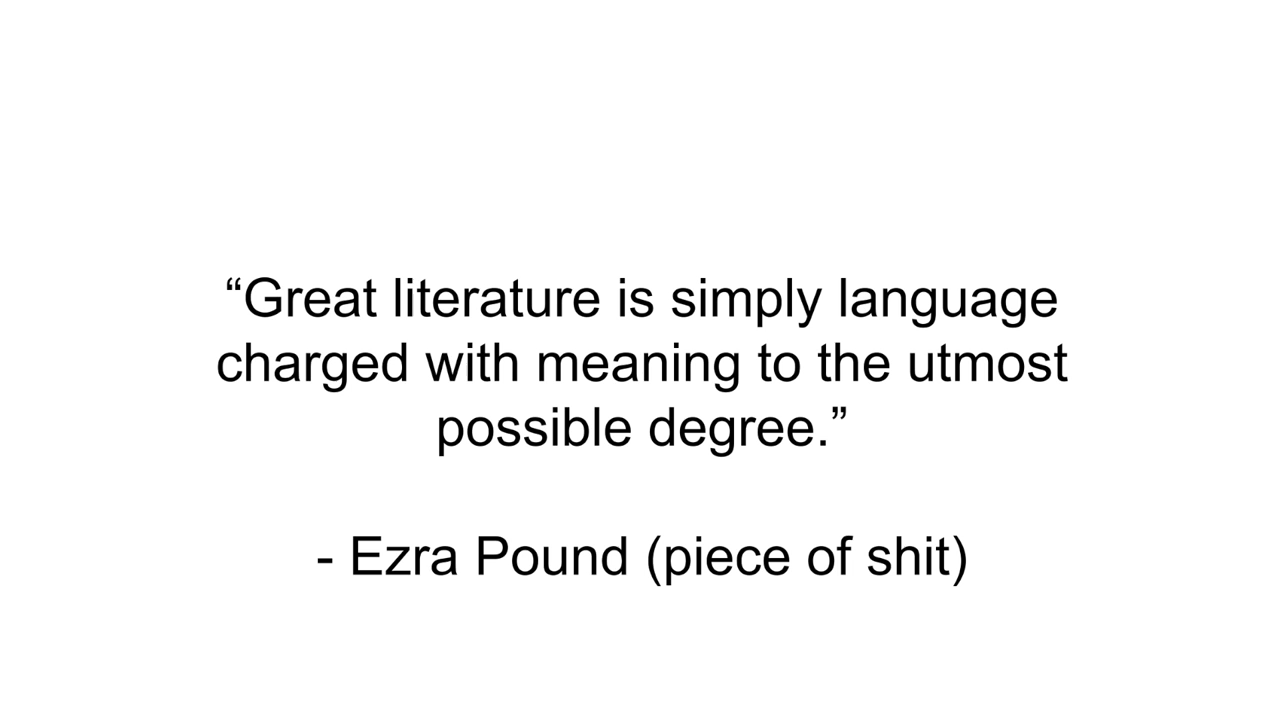 “Great literature is simply language
charged with meaning to the utmost
possible degree.”
- Ezra Pound (piece of shit)